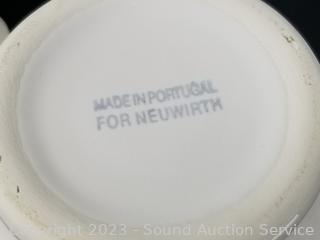 MADE IN PORTUGAL
FOR NEUWIRTH
Copyright 2023 - Sound Auction Service